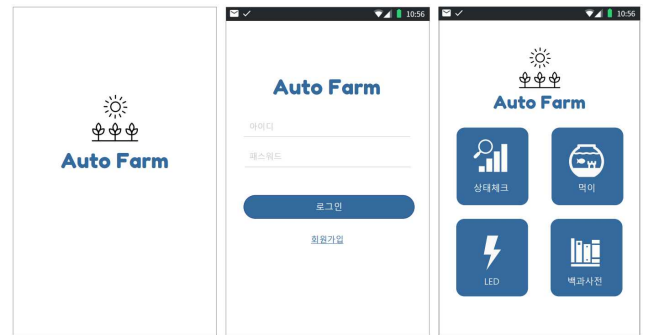 Auto Farm
10:56
Auto Farm
아이디
패스워드
로그인
회원가입
10:56
Auto Farm
상태체크
먹이
LED
백과사전